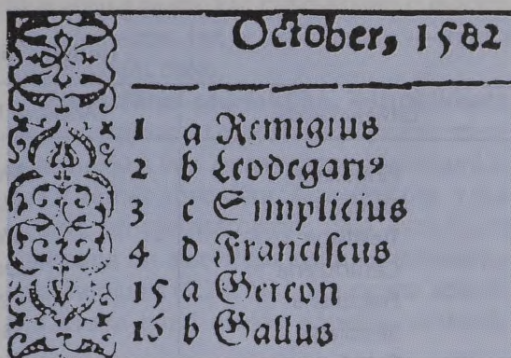 October, 1582
1 a Remigius
2 b Leodegari⁹
3 c Simplicius
4 d Franciſcus
15 a Gereon
16 b Gallus